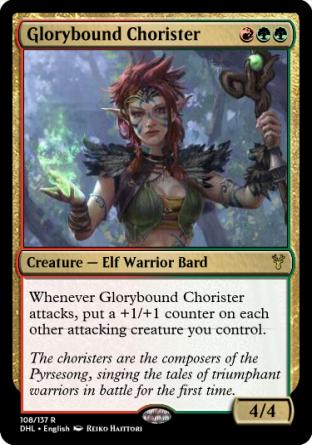 Glorybound Chorister
Creature — Elf Warrior Bard
Whenever Glorybound Chorister
attacks, put a +1/+1 counter on each
other attacking creature you control.
The choristers are the composers of the
Pyrsesong, singing the tales of triumphant
warriors in battle for the first time.
4/4
108/137 R
DHL • English REIKO HAITTORI